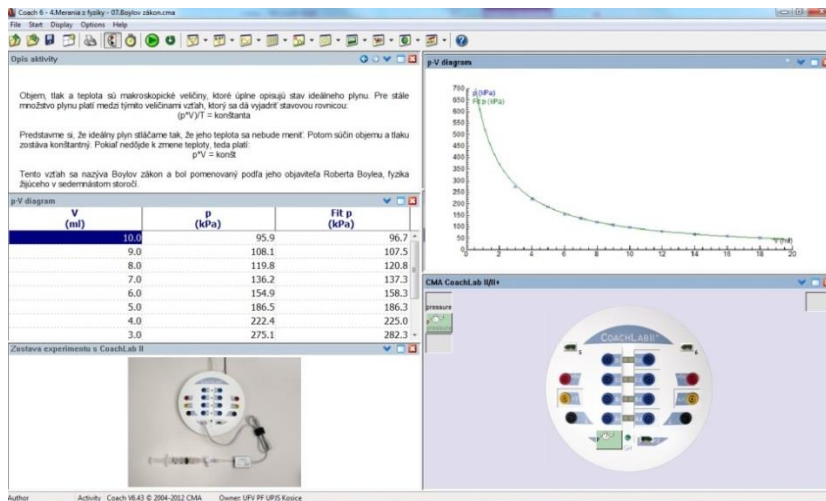 Coach 6 - 4.Merania z fyziky - 07.Boylov zákon.cma
File Start Display Options Help
Opis aktivity
Objem, tlak a teplota sú makroskopické veličiny, ktoré úplne opisujú stav ideálneho plynu. Pre stále
množstvo plynu platí medzi týmito veličinami vzťah, ktorý sa dá vyjadriť stavovou rovnicou:
(p*V)/T = konštanta
Predstavme si, že ideálny plyn stláčame tak, že jeho teplota sa nebude meniť. Potom súčin objemu a tlaku
zostáva konštantný. Pokiaľ nedôjde k zmene teploty, teda platí:
p*V = konšt
Tento vzťah sa nazýva Boylov zákon a bol pomenovaný podľa jeho objaviteľa Roberta Boylea, fyzika
žijúceho v sedemnástom storočí.
p-V diagram
V p Fit p
(ml) (kPa) (kPa)
10.0 95.9 96.7
9.0 108.1 107.5
8.0 119.8 120.8
7.0 136.2 137.3
6.0 154.9 158.3
5.0 186.5 186.3
4.0 222.4 225.0
3.0 275.1 282.3
Zostava experimentu s CoachLab II
p-V diagram
p (kPa)
Fit p (kPa)
700
650
600
550
500
450
400
350
300
250
200
150
100
50
0
0 2 4 6 8 10 12 14 16 18 20
V (ml)
CMA CoachLab II/II+
pressure
pressure
COACHLAB II+
5 6
Author Activity Coach V6.43 © 2004-2012 CMA Owner: UFV PF UPJS Kosice